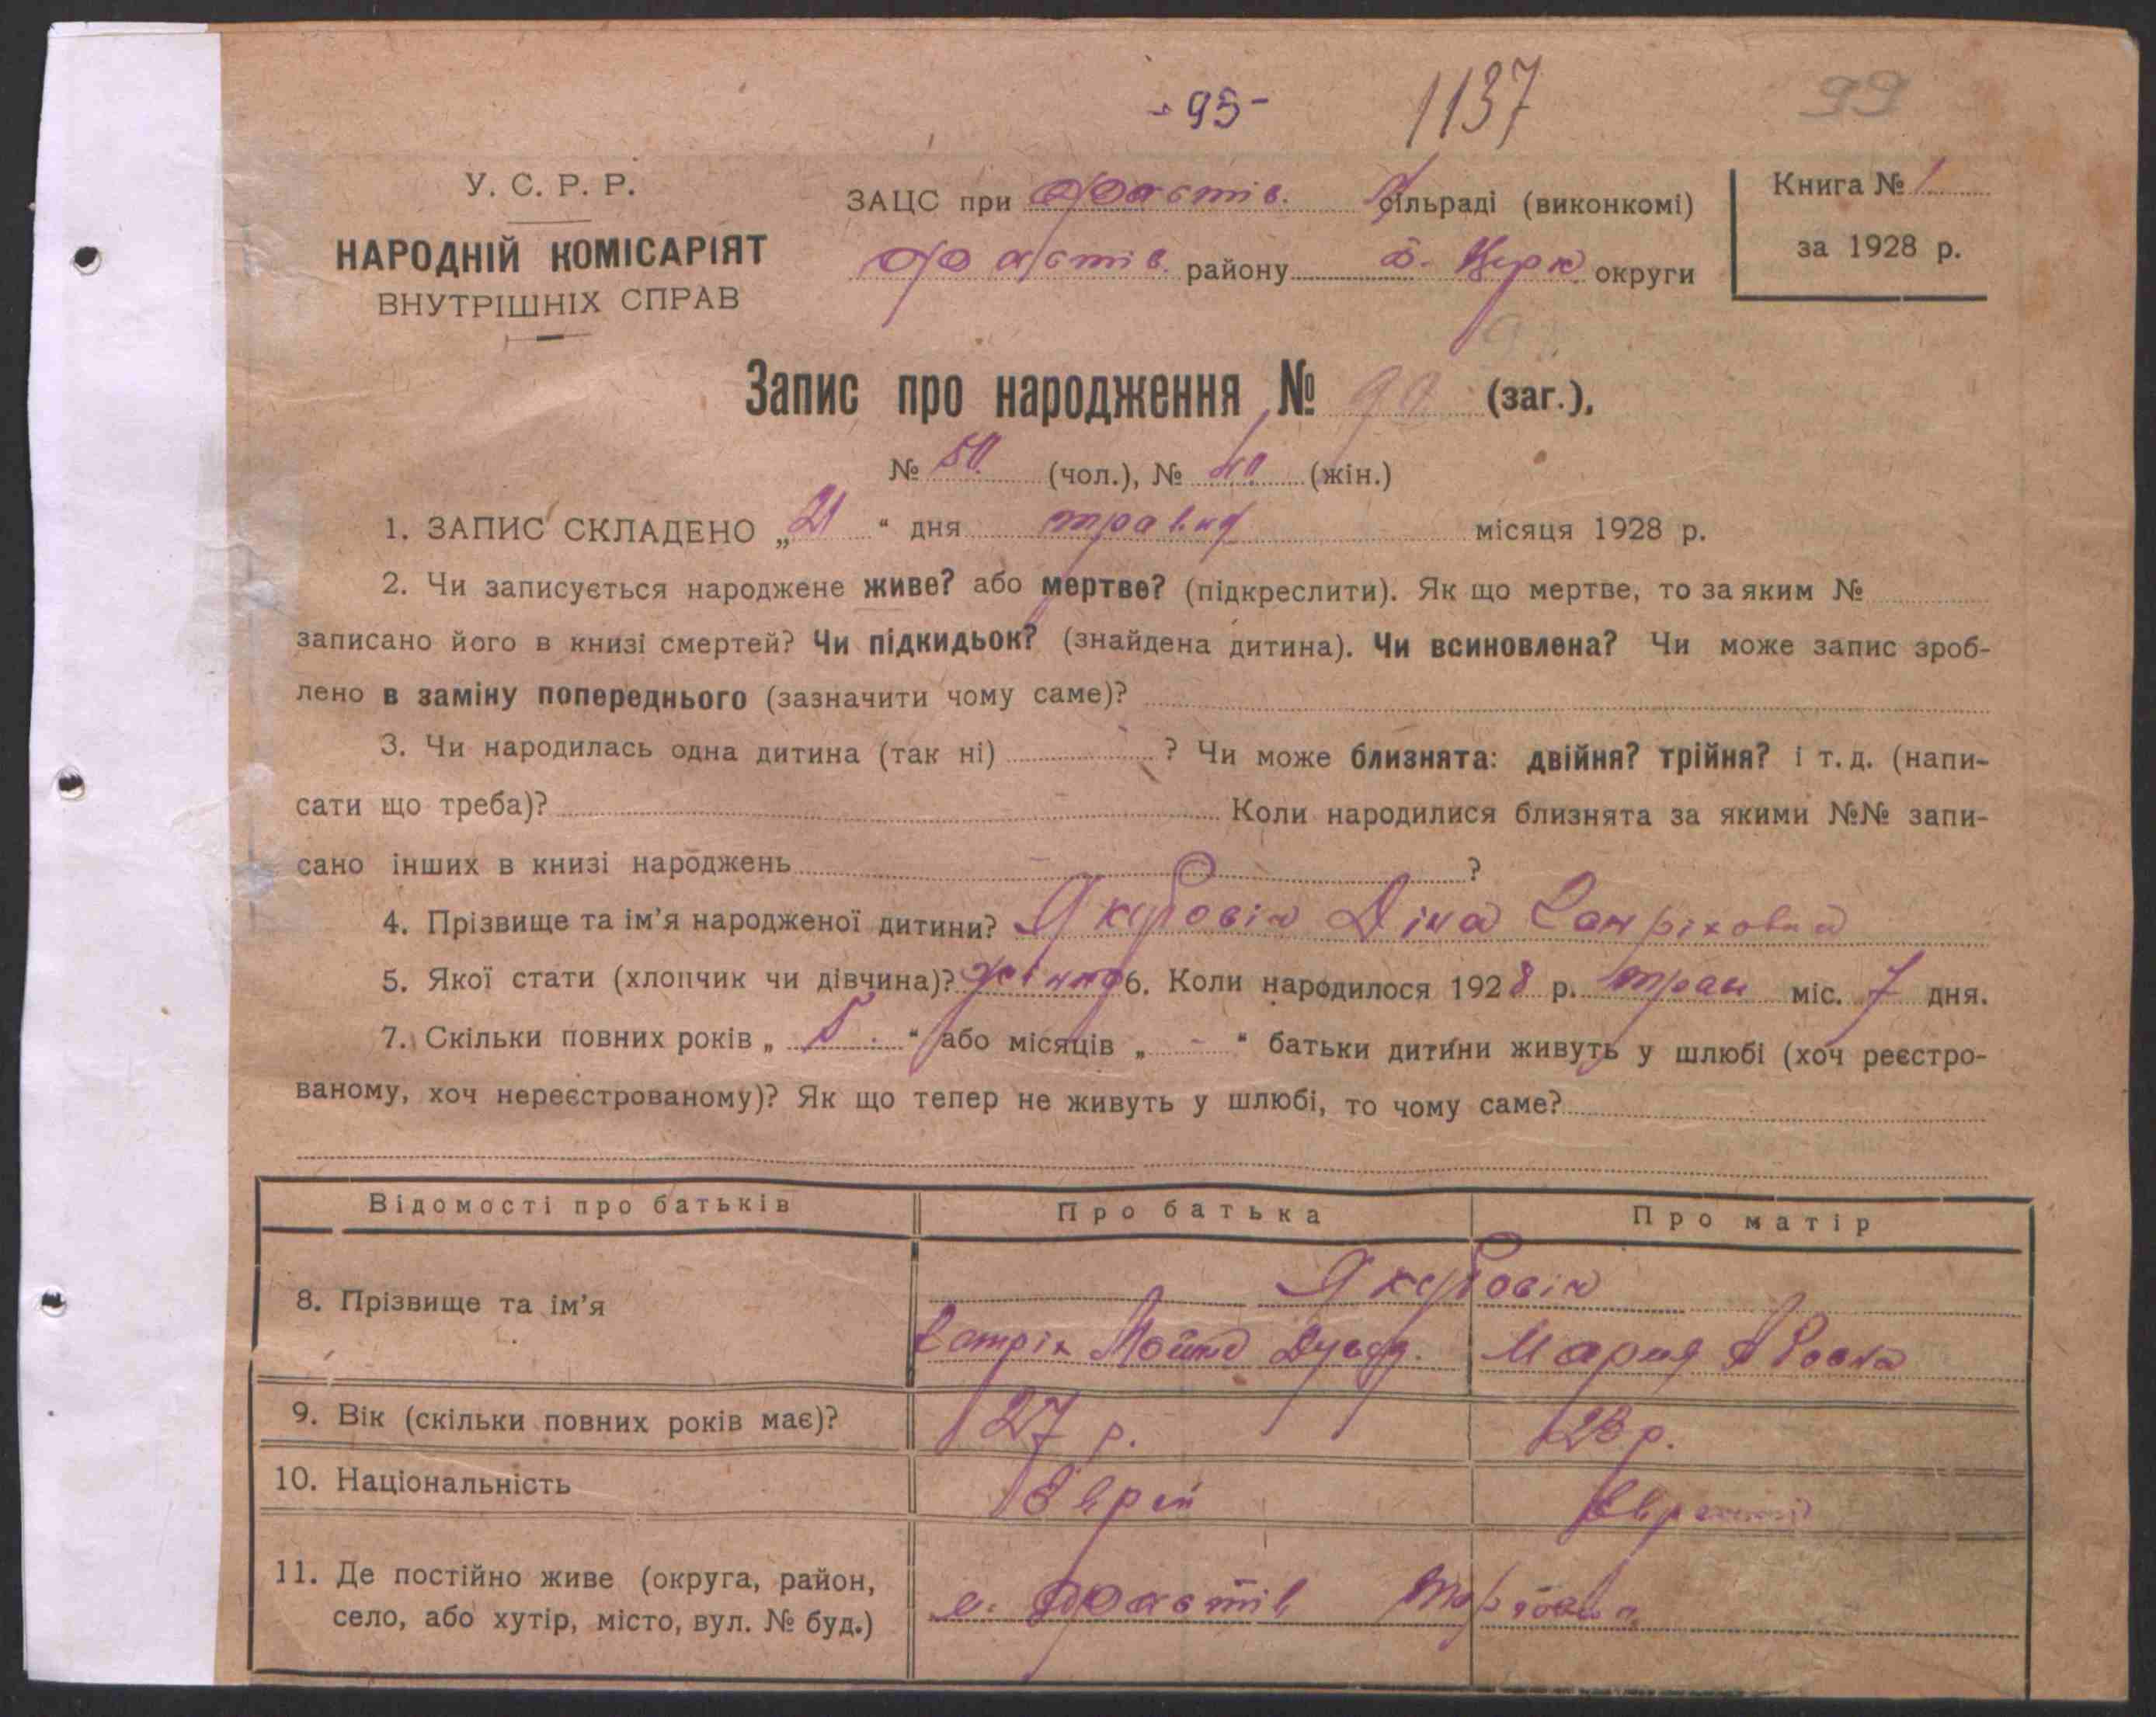 - 95 -
1137
99
У. С. Р. Р.
НАРОДНІЙ КОМІСАРІЯТ
ВНУТРІШНІХ СПРАВ
ЗАЦС при Фастів. сільраді (виконкомі)
Фастів. району Б. Церк. округи
Книга № 1
за 1928 р.
Запис про народження № 90 (заг.),
№ 50 (чол.), № 40 (жін.)
1. ЗАПИС СКЛАДЕНО „21“ дня травня місяця 1928 р.
2. Чи записується народжене живе? або мертве? (підкреслити). Як що мертве, то за яким №
записано його в книзі смертей? Чи підкидьок? (знайдена дитина). Чи всиновлена? Чи може запис зроб-
лено в заміну попереднього (зазначити чому саме)?
3. Чи народилась одна дитина (так ні) ? Чи може близнята: двійня? трійня? і т. д. (напи-
сати що треба)? Коли народилися близнята за якими №№ запи-
сано інших в книзі народжень ?
4. Прізвище та ім'я народженої дитини? Якубовіч Діна
5. Якої стати (хлопчик чи дівчина)? 6. Коли народилося 1928 р. трав міс. 7 дня.
7. Скільки повних років „ 5 “ або місяців „ - “ батьки дитини живуть у шлюбі (хоч реєстро-
ваному, хоч нереєстрованому)? Як що тепер не живуть у шлюбі, то чому саме?
Відомості про батьків Про батька Про матір
8. Прізвище та ім'я Якубовіч
Мария
9. Вік (скільки повних років має)? 27 р. 23 р.
10. Національність Єврей
11. Де постійно живе (округа, район,
село, або хутір, місто, вул. № буд.) м. Фастів Торгова